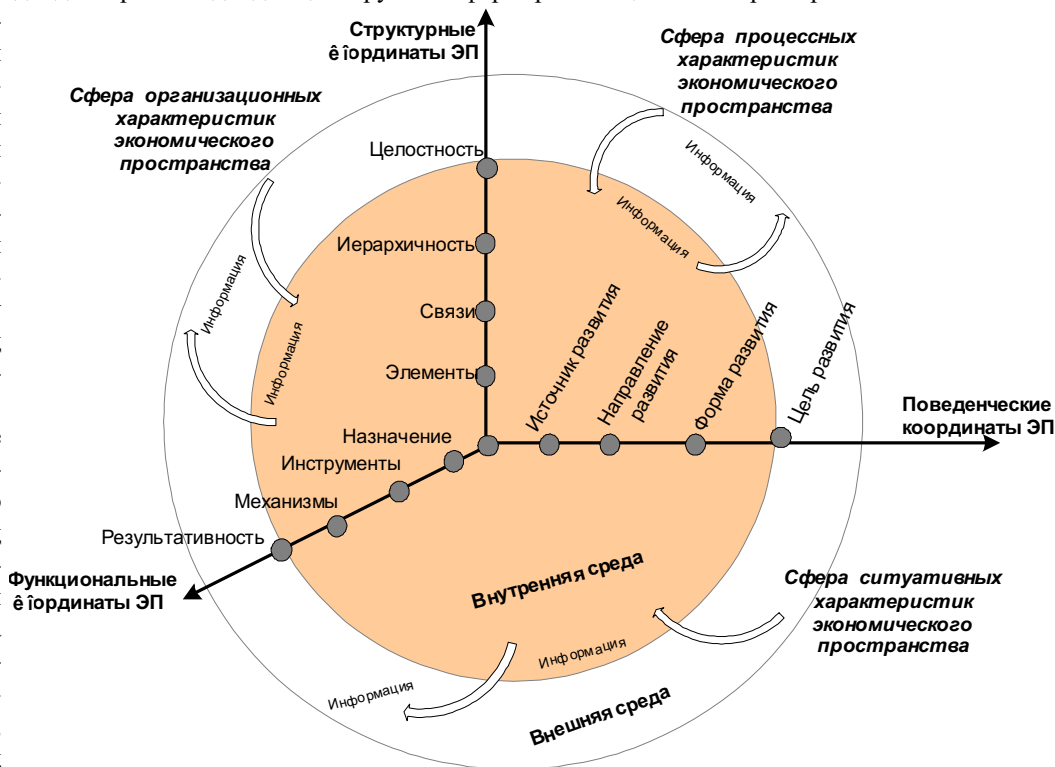 Структурные
ê îординаты ЭП
Сфера процессных
характеристик
экономического
пространства
Сфера организационных
характеристик
экономического
пространства
Целостность
Информация
Информация
Иерархичность
Информация
Связи
Информация
Элементы
Источник развития
Направление
развития
Форма развития
Цель развития
Поведенческие
координаты ЭП
Назначение
Инструменты
Механизмы
Результативность
Функциональные
ê îординаты ЭП
Внутренняя среда
Сфера ситуативных
характеристик
экономического
пространства
Информация
Информация
Внешняя среда